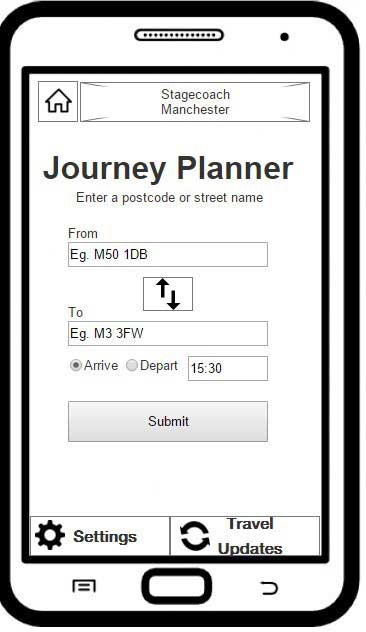 Stagecoach
Manchester
Journey Planner
Enter a postcode or street name
From
Eg. M50 1DB
To
Eg. M3 3FW
Arrive Depart 15:30
Submit
Settings
Travel
Updates